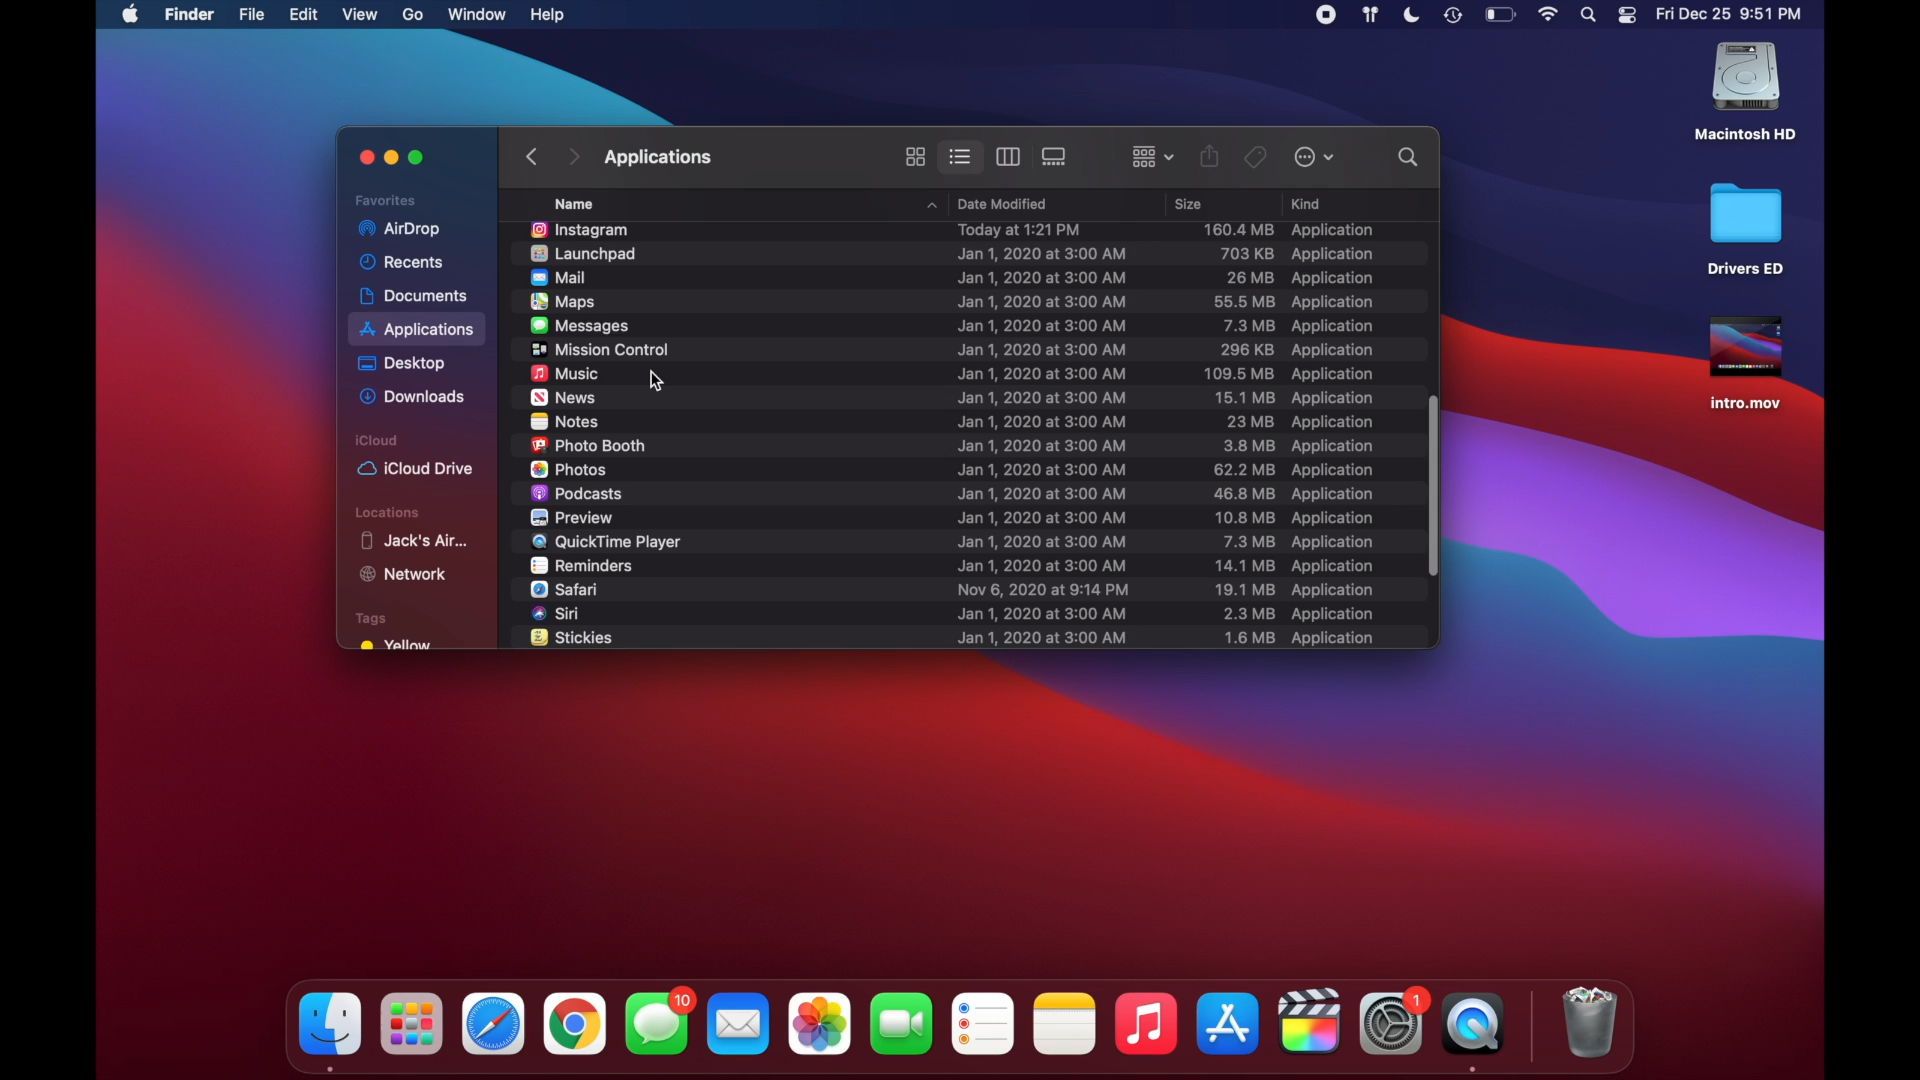 Finder File Edit View Go Window Help Fri Dec 25 9:51 PM
Macintosh HD
Drivers ED
intro.mov
Favorites
AirDrop
Recents
Documents
Applications
Desktop
Downloads
iCloud
iCloud Drive
Locations
Jack's Air...
Network
Tags
Yellow
Applications
Name Date Modified Size Kind
Instagram Today at 1:21 PM 160.4 MB Application
Launchpad Jan 1, 2020 at 3:00 AM 703 KB Application
Mail Jan 1, 2020 at 3:00 AM 26 MB Application
Maps Jan 1, 2020 at 3:00 AM 55.5 MB Application
Messages Jan 1, 2020 at 3:00 AM 7.3 MB Application
Mission Control Jan 1, 2020 at 3:00 AM 296 KB Application
Music Jan 1, 2020 at 3:00 AM 109.5 MB Application
News Jan 1, 2020 at 3:00 AM 15.1 MB Application
Notes Jan 1, 2020 at 3:00 AM 23 MB Application
Photo Booth Jan 1, 2020 at 3:00 AM 3.8 MB Application
Photos Jan 1, 2020 at 3:00 AM 62.2 MB Application
Podcasts Jan 1, 2020 at 3:00 AM 46.8 MB Application
Preview Jan 1, 2020 at 3:00 AM 10.8 MB Application
QuickTime Player Jan 1, 2020 at 3:00 AM 7.3 MB Application
Reminders Jan 1, 2020 at 3:00 AM 14.1 MB Application
Safari Nov 6, 2020 at 9:14 PM 19.1 MB Application
Siri Jan 1, 2020 at 3:00 AM 2.3 MB Application
Stickies Jan 1, 2020 at 3:00 AM 1.6 MB Application
10
1